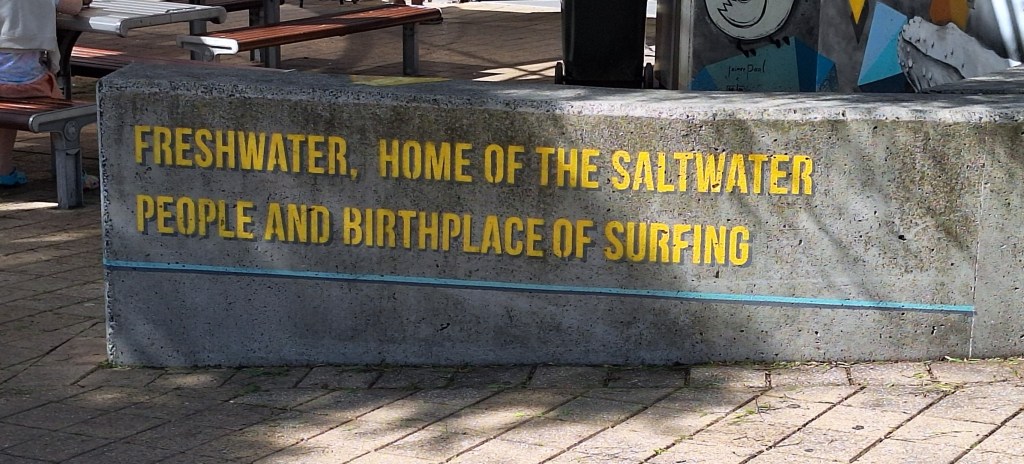 FRESHWATER, HOME OF THE SALTWATER
PEOPLE AND BIRTHPLACE OF SURFING